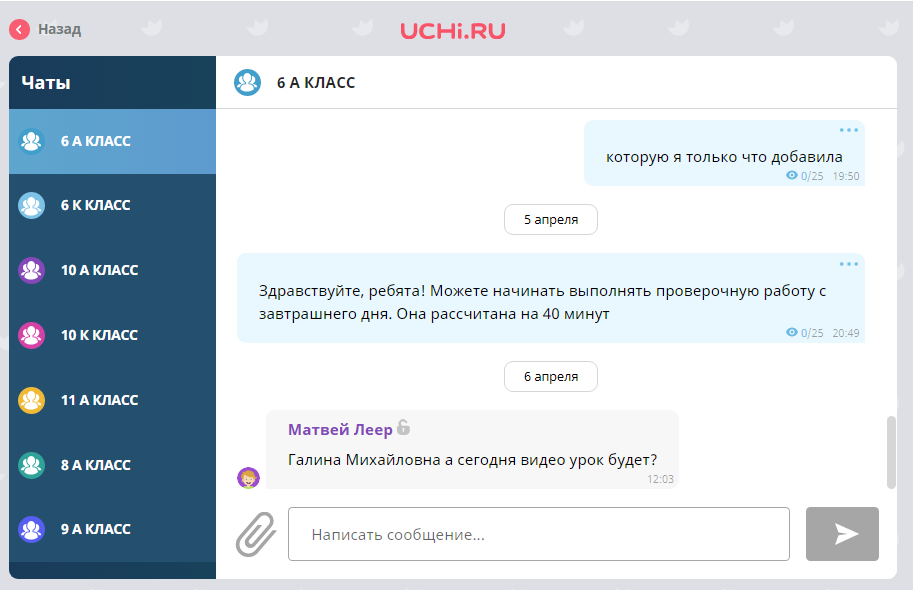 Назад
UCHi.RU
Чаты
6 А КЛАСС
6 К КЛАСС
10 А КЛАСС
10 К КЛАСС
11 А КЛАСС
8 А КЛАСС
9 А КЛАСС
6 А КЛАСС
которую я только что добавила
0/25 19:50
5 апреля
Здравствуйте, ребята! Можете начинать выполнять проверочную работу с
завтрашнего дня. Она рассчитана на 40 минут
0/25 20:49
6 апреля
Матвей Леер
Галина Михайловна а сегодня видео урок будет?
12:03
Написать сообщение...